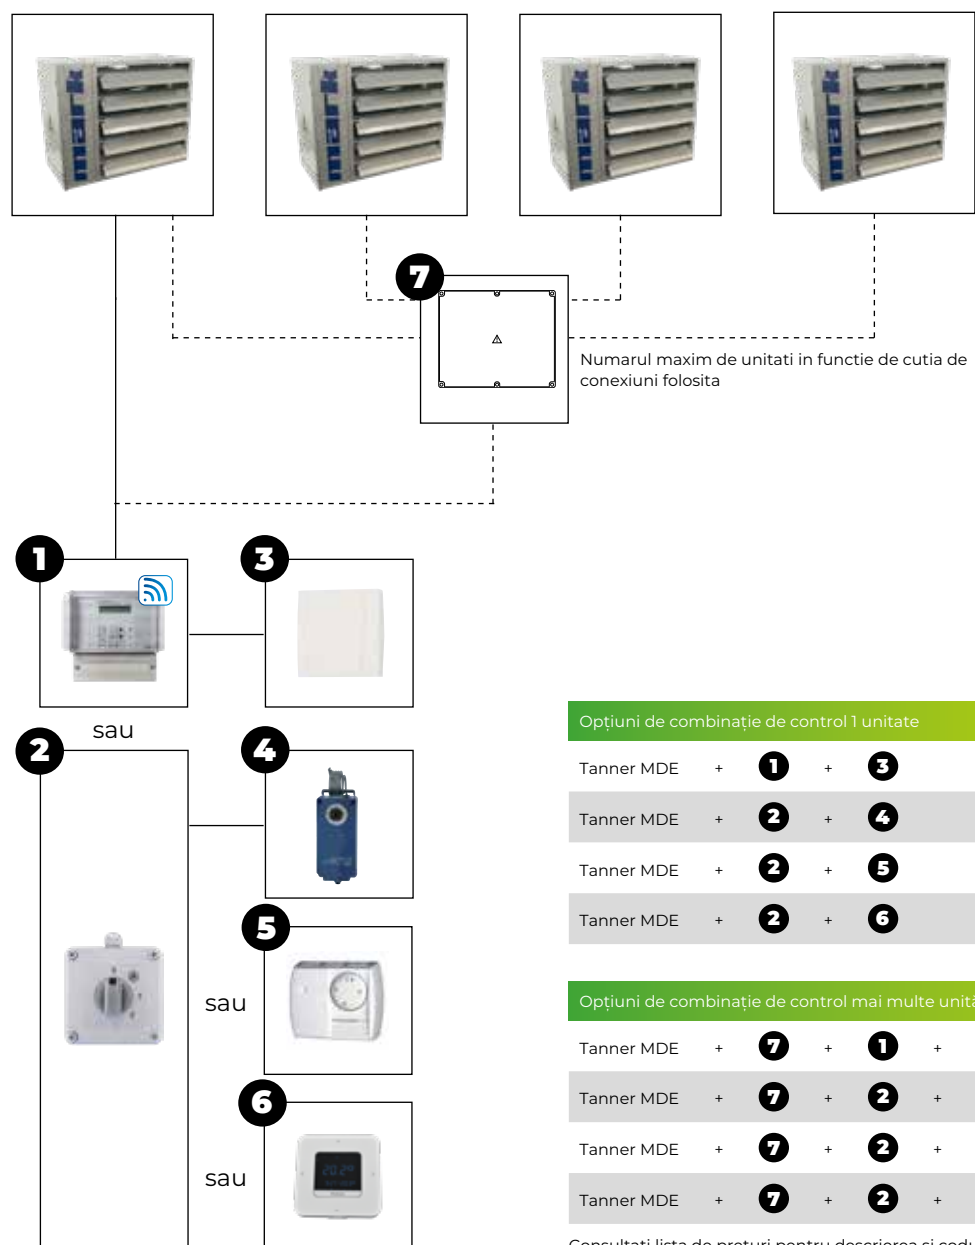 7
Numarul maxim de unitati in functie de cutia de
conexiuni folosita
1
3
sau
2
4
5
sau
6
sau
Opțiuni de combinație de control 1 unitate
Tanner MDE + 1 + 3
Tanner MDE + 2 + 4
Tanner MDE + 2 + 5
Tanner MDE + 2 + 6
Opțiuni de combinație de control mai multe
Tanner MDE + 7 + 1 +
Tanner MDE + 7 + 2 +
Tanner MDE + 7 + 2 +
Tanner MDE + 7 + 2 +